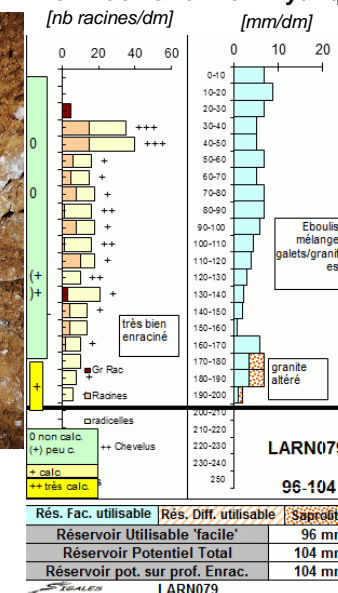 [nb racines/dm]
[mm/dm]
0 20 40 60
0 10 20
0-10
10-20
20-30
30-40
40-50
50-60
60-70
70-80
80-90
90-100
100-110
110-120
120-130
130-140
140-150
150-160
160-170
170-180
180-190
190-200
200-210
210-220
220-230
230-240
250
+++
+++
+
+
+
++
+
++
+
++
+
+
+
+
0
0
(+
)+
+
très bien
enraciné
Eboulis
mélange
galets/granit
es
granite
altéré
Gr Rac
Racines
radicelles
++ Chevelus
0 non calc.
(+) peu c.
+ calc
++ très calc.
LARN079
96-104
Rés. Fac. utilisable
Rés. Diff. utilisable
Saprolit
Réservoir Utilisable 'facile' 96 mm
Réservoir Potentiel Total 104 mm
Réservoir pot. sur prof. Enrac. 104 mm
SIGALES
LARN079